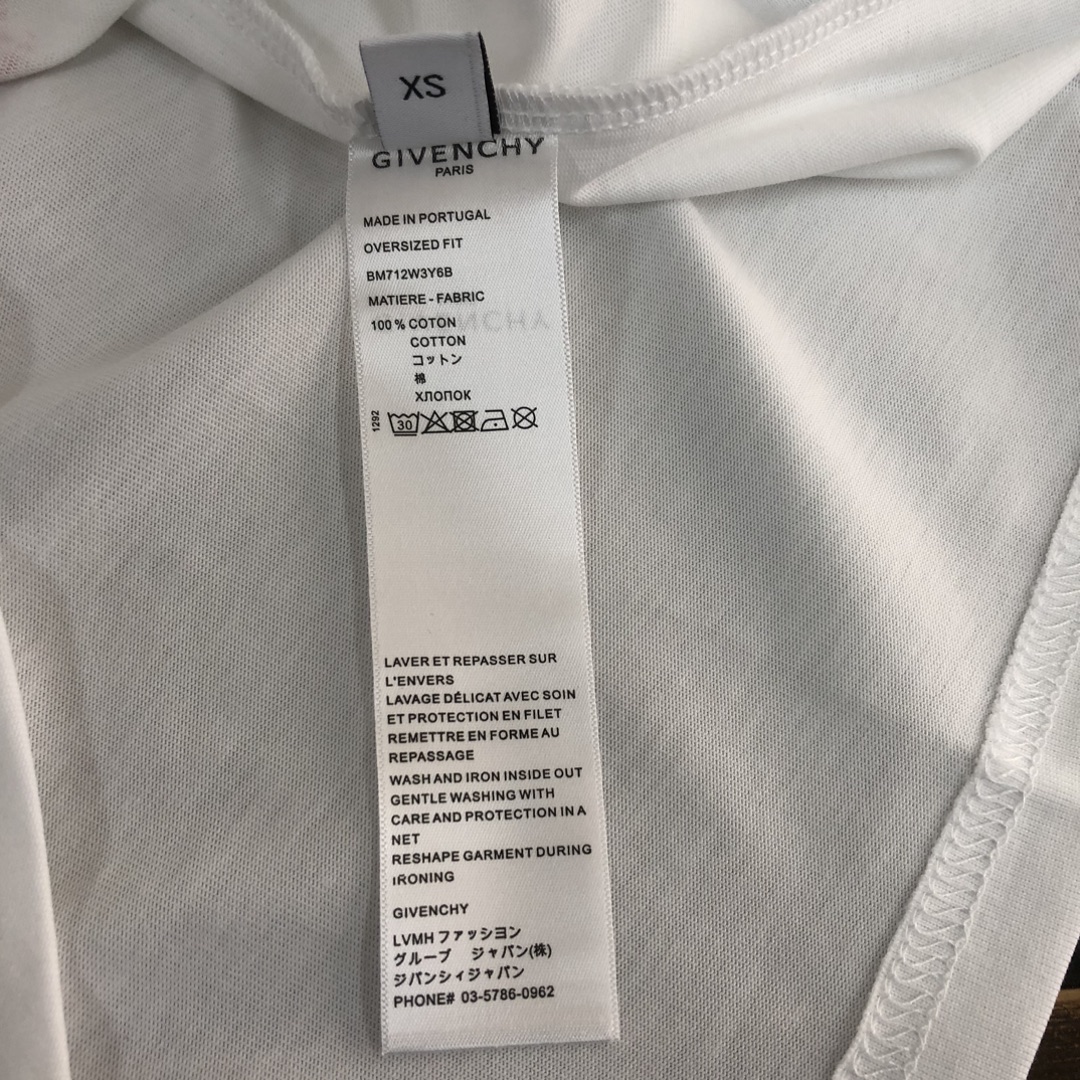 XS
GIVENCHY
PARIS
MADE IN PORTUGAL
OVERSIZED FIT
BM712W3Y6B
MATIERE - FABRIC
100 % COTON
COTTON
コットン
棉
ХЛОПОК
1292
30
LAVER ET REPASSER SUR
L'ENVERS
LAVAGE DÉLICAT AVEC SOIN
ET PROTECTION EN FILET
REMETTRE EN FORME AU
REPASSAGE
WASH AND IRON INSIDE OUT
GENTLE WASHING WITH
CARE AND PROTECTION IN A
NET
RESHAPE GARMENT DURING
IRONING
GIVENCHY
LVMH ファッション
グループ ジャパン(株)
ジバンシィジャパン
PHONE# 03-5786-0962